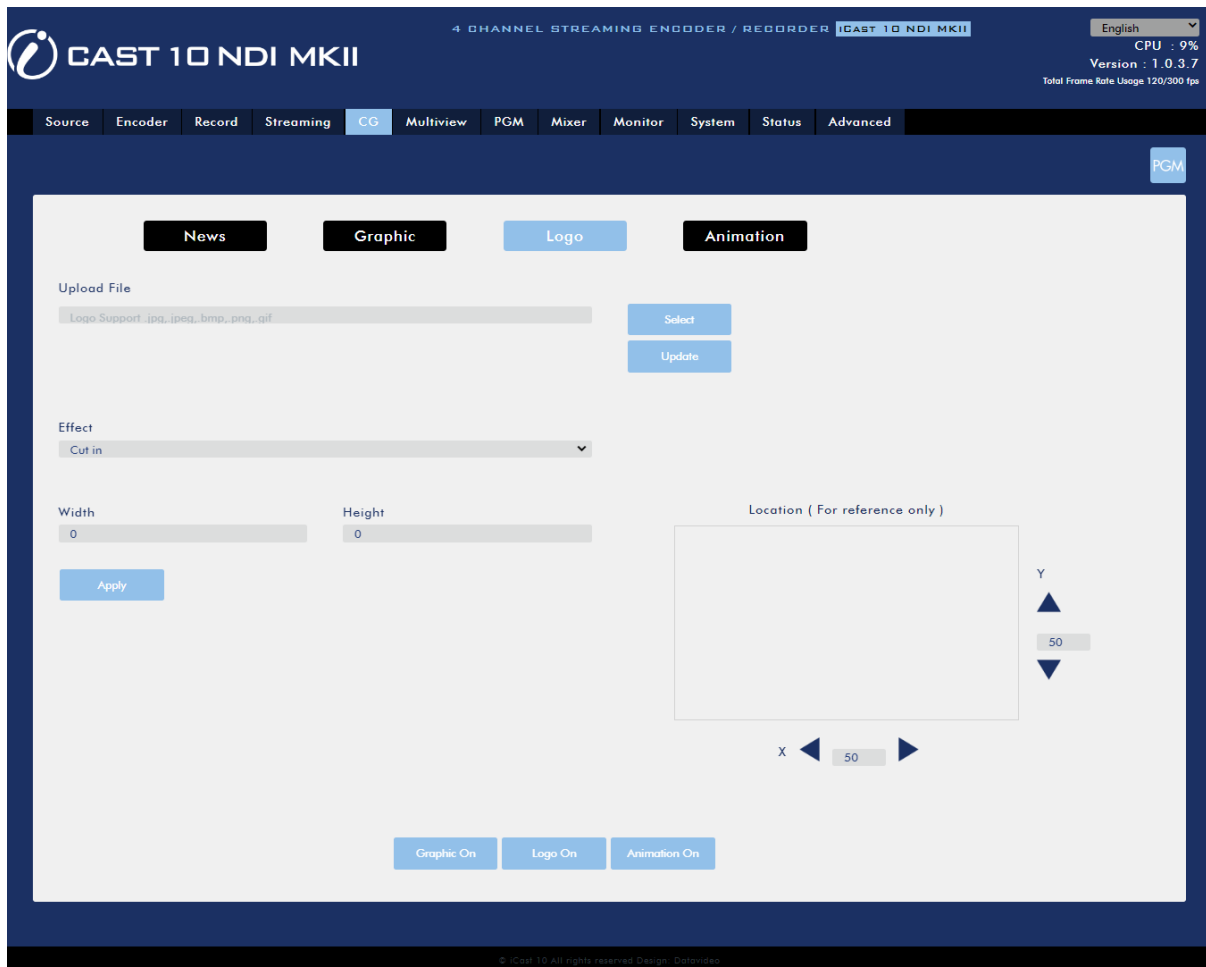 4 CHANNEL STREAMING ENCODER / RECORDER iCAST 10 NDI MKII
English
i CAST 10 NDI MKII
CPU : 9%
Version : 1.0.3.7
Total Frame Rate Usage 120/300 fps
Source Encoder Record Streaming CG Multiview PGM Mixer Monitor System Status Advanced
PGM
News Graphic Logo Animation
Upload File
Logo Support .jpg,.jpeg,.bmp,.png,.gif
Select
Update
Effect
Cut in
Width Height
0 0
Location ( For reference only )
Apply
Y
50
X 50
Graphic On Logo On Animation On
© iCast 10 All rights reserved Design: Datavideo